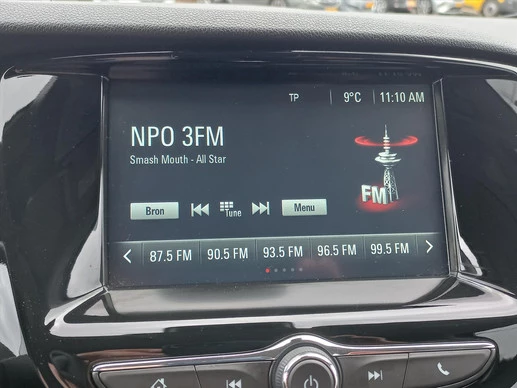 TP 9°C 11:10 AM
NPO 3FM
Smash Mouth - All Star
FM
Bron Tune Menu
87.5 FM 90.5 FM 93.5 FM 96.5 FM 99.5 FM